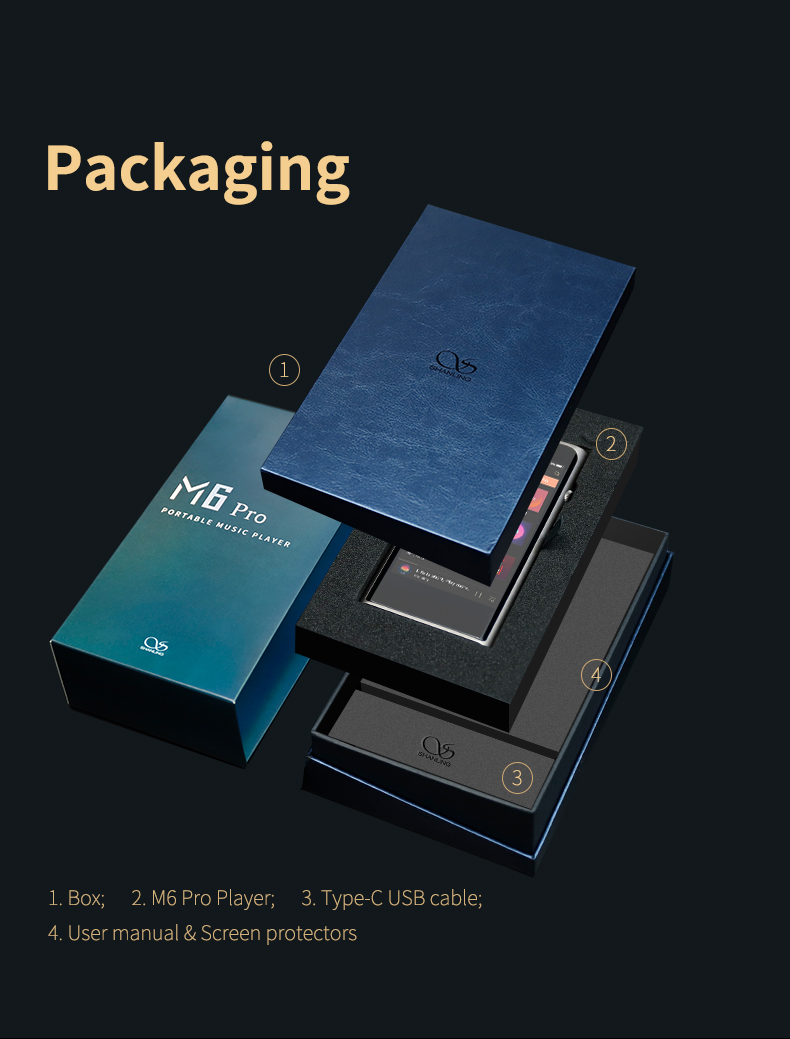 Packaging
1
SHANLING
2
M6 Pro
PORTABLE MUSIC PLAYER
4
SHANLING
SHANLING
3
1. Box; 2. M6 Pro Player; 3. Type-C USB cable;
4. User manual & Screen protectors